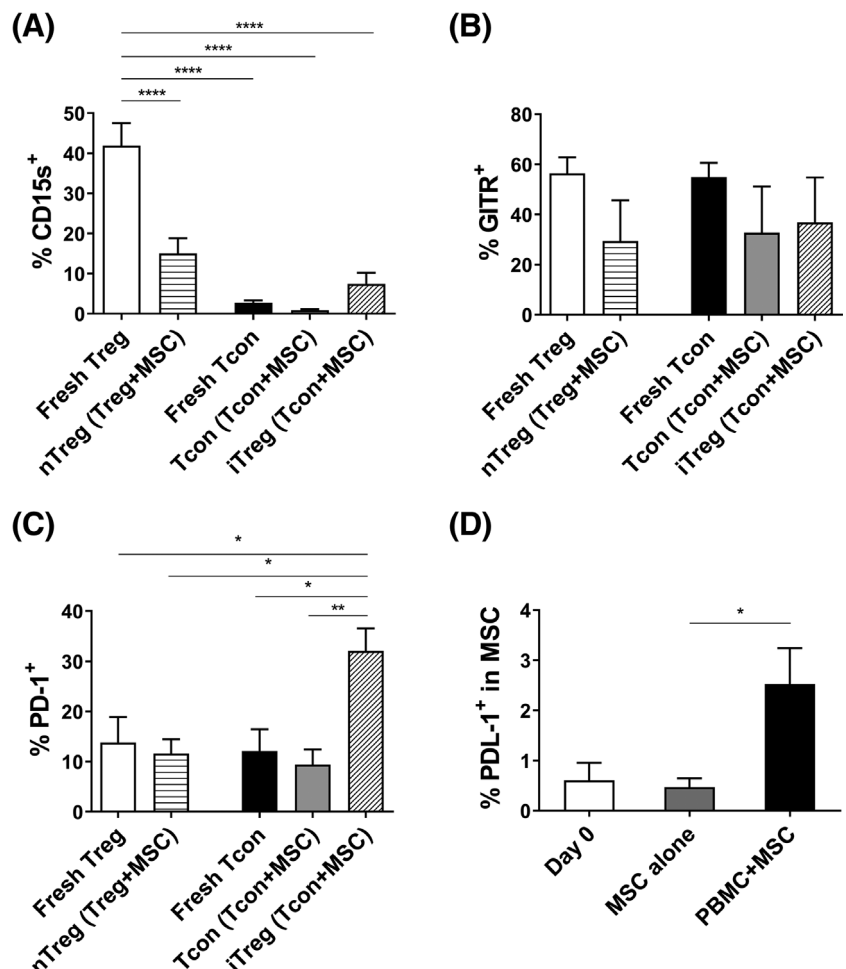 (A)
****
****
****
****
% CD15s+
50
40
30
20
10
0
Fresh Treg
nTreg (Treg+MSC)
Fresh Tcon
Tcon (Tcon+MSC)
iTreg (Tcon+MSC)
(B)
% GITR+
80
60
40
20
0
Fresh Treg
nTreg (Treg+MSC)
Fresh Tcon
Tcon (Tcon+MSC)
iTreg (Tcon+MSC)
(C)
*
*
*
**
% PD-1+
40
30
20
10
0
Fresh Treg
nTreg (Treg+MSC)
Fresh Tcon
Tcon (Tcon+MSC)
iTreg (Tcon+MSC)
(D)
*
% PDL-1+ in MSC
4
3
2
1
0
Day 0
MSC alone
PBMC+MSC